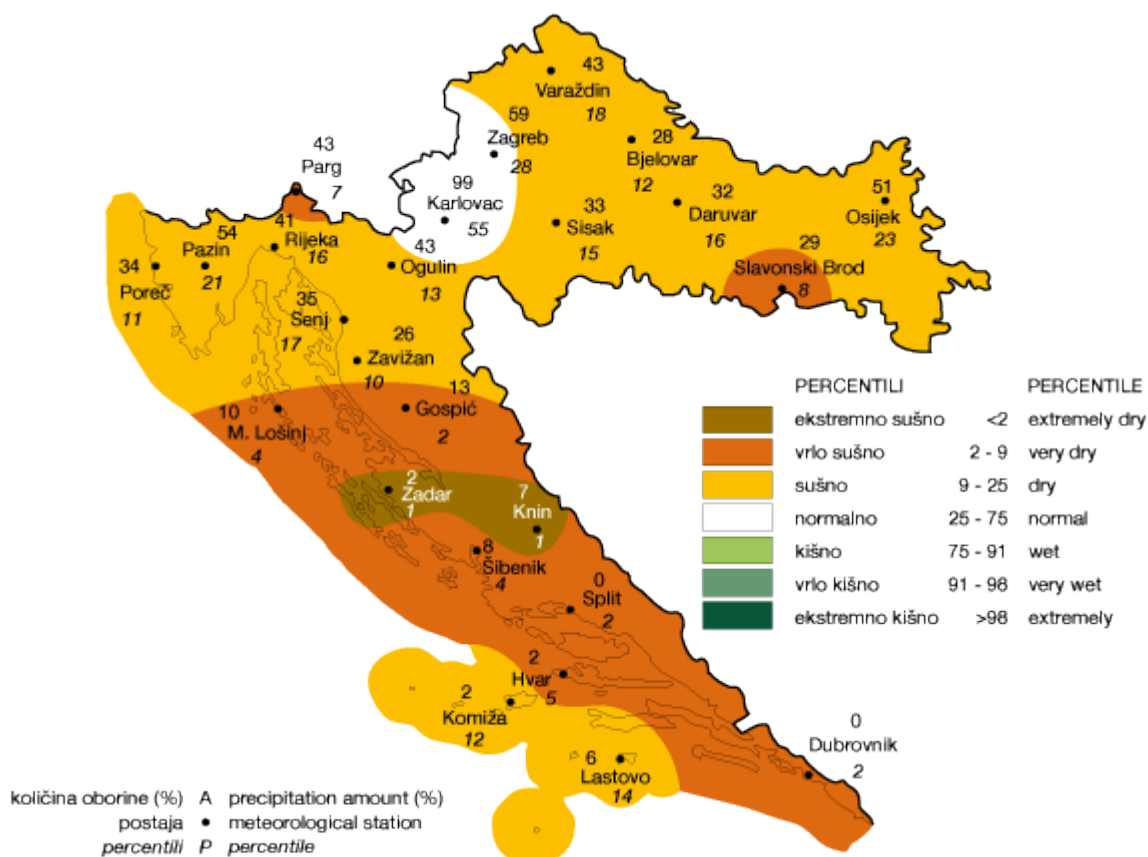 43
Varaždin
18
59
Zagreb
28
28
Bjelovar
12
43
Parg
7
99
Karlovac
55
32
Daruvar
16
51
Osijek
23
33
Sisak
15
54
Pazin
21
41
Rijeka
16
43
Ogulin
13
29
Slavonski Brod
8
34
Poreč
11
35
Senj
17
26
Zavižan
10
13
Gospić
2
10
M. Lošinj
4
2
Zadar
1
7
Knin
1
8
Šibenik
4
0
Split
2
2
Hvar
5
2
Komiža
12
6
Lastovo
14
0
Dubrovnik
2
PERCENTILI PERCENTILE
ekstremno sušno <2 extremely dry
vrlo sušno 2 - 9 very dry
sušno 9 - 25 dry
normalno 25 - 75 normal
kišno 75 - 91 wet
vrlo kišno 91 - 98 very wet
ekstremno kišno >98 extremely
količina oborine (%) A precipitation amount (%)
postaja • meteorological station
percentili P percentile